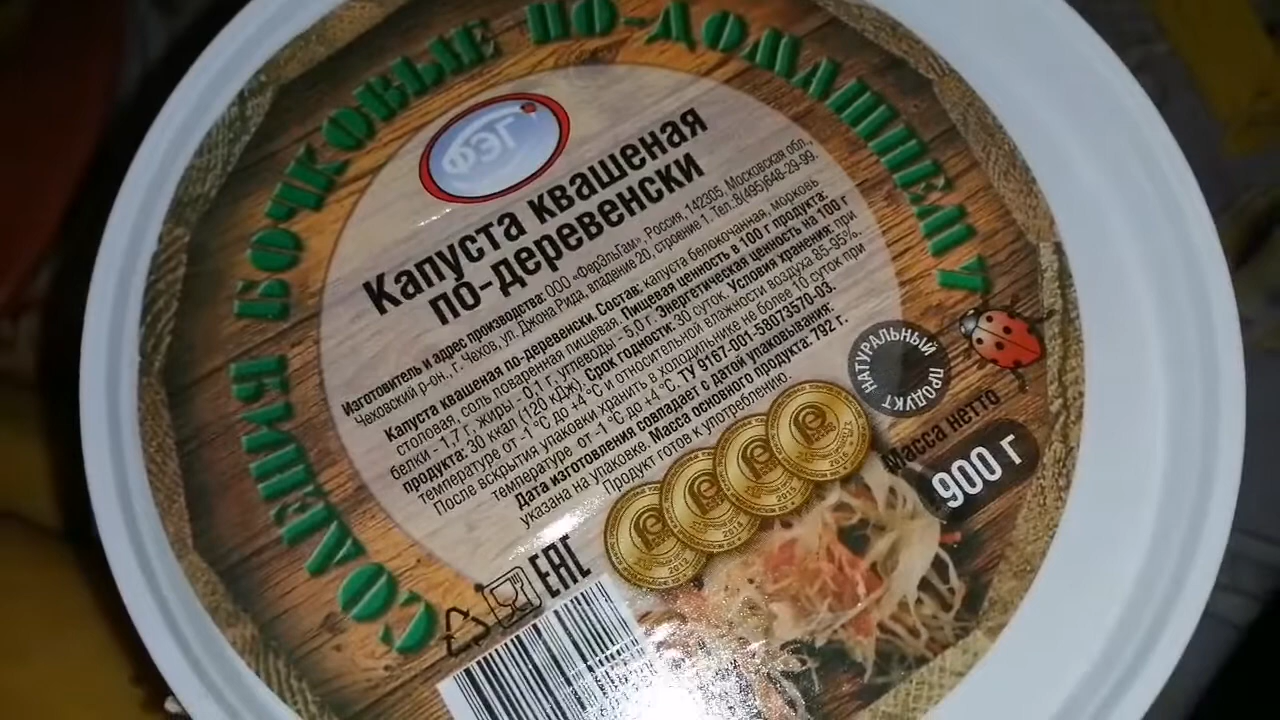 СОЛЕНИЯ БОЧКОВЫЕ ПО-ДОМАШНЕМУ
ФЭГ
Капуста квашеная
по-деревенски
Изготовитель и адрес производства: ООО «ФарЭльГам», Россия, 142305, Московская обл.,
Чеховский р-он., г. Чехов, ул. Джона Рида, владение 20, строение 1. Тел.:8(495)648-29-99.
Капуста квашеная по-деревенски. Состав: капуста белокочанная, морковь
столовая, соль поваренная пищевая. Пищевая ценность в 100 г продукта:
белки - 1,7 г, жиры - 0,1 г, углеводы - 5,0 г. Энергетическая ценность на 100 г
продукта: 30 ккал (120 кДж). Срок годности: 30 суток. Условия хранения: при
температуре от -1 °С до +4 °С и относительной влажности воздуха 85-95%.
После вскрытия упаковки хранить в холодильнике не более 10 суток при
температуре от -1 °С до +4 °С. ТУ 9167-001-58073570-03.
Дата изготовления совпадает с датой упаковывания,
указана на упаковке. Масса основного продукта: 792 г.
Продукт готов к употреблению
НАТУРАЛЬНЫЙ ПРОДУКТ
Масса нетто
900 г
2014
2015
2016
ЕАС